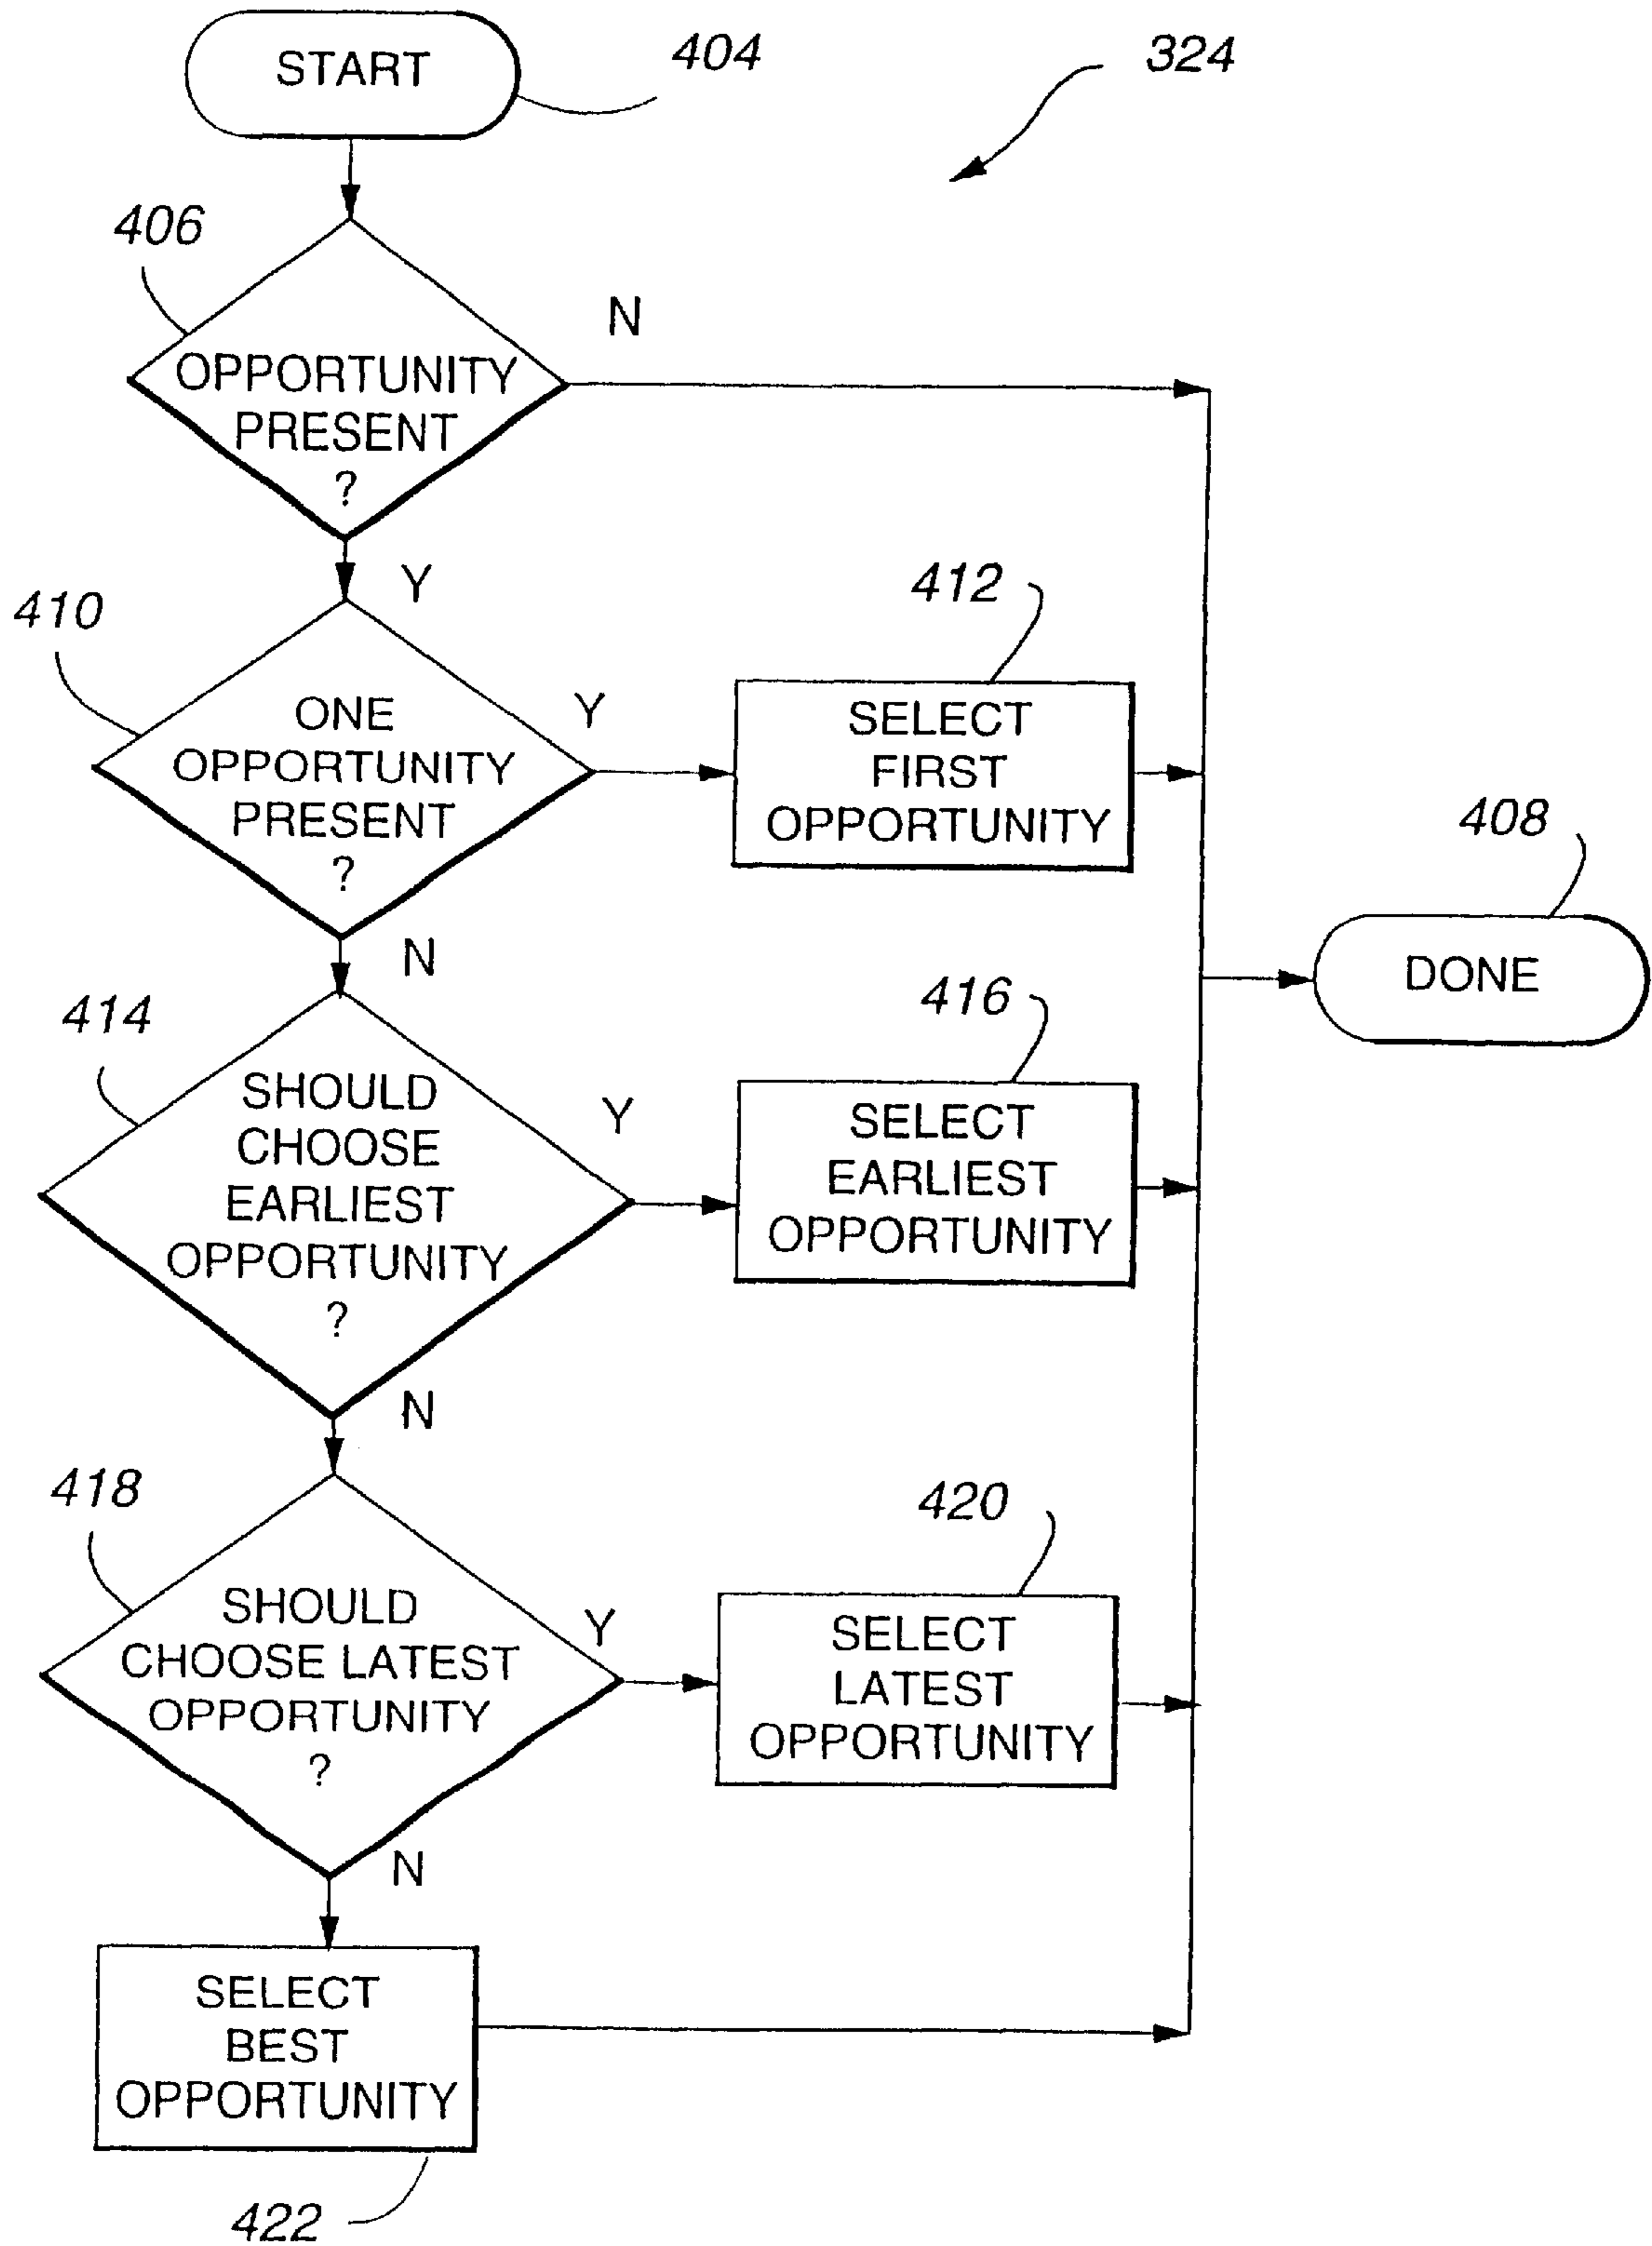 START
404
324
406
N
OPPORTUNITY
PRESENT
?
Y
410
412
ONE
OPPORTUNITY
PRESENT
?
Y
SELECT
FIRST
OPPORTUNITY
408
DONE
N
414
416
SHOULD
CHOOSE
EARLIEST
OPPORTUNITY
?
Y
SELECT
EARLIEST
OPPORTUNITY
N
418
420
SHOULD
CHOOSE LATEST
OPPORTUNITY
?
Y
SELECT
LATEST
OPPORTUNITY
N
SELECT
BEST
OPPORTUNITY
422